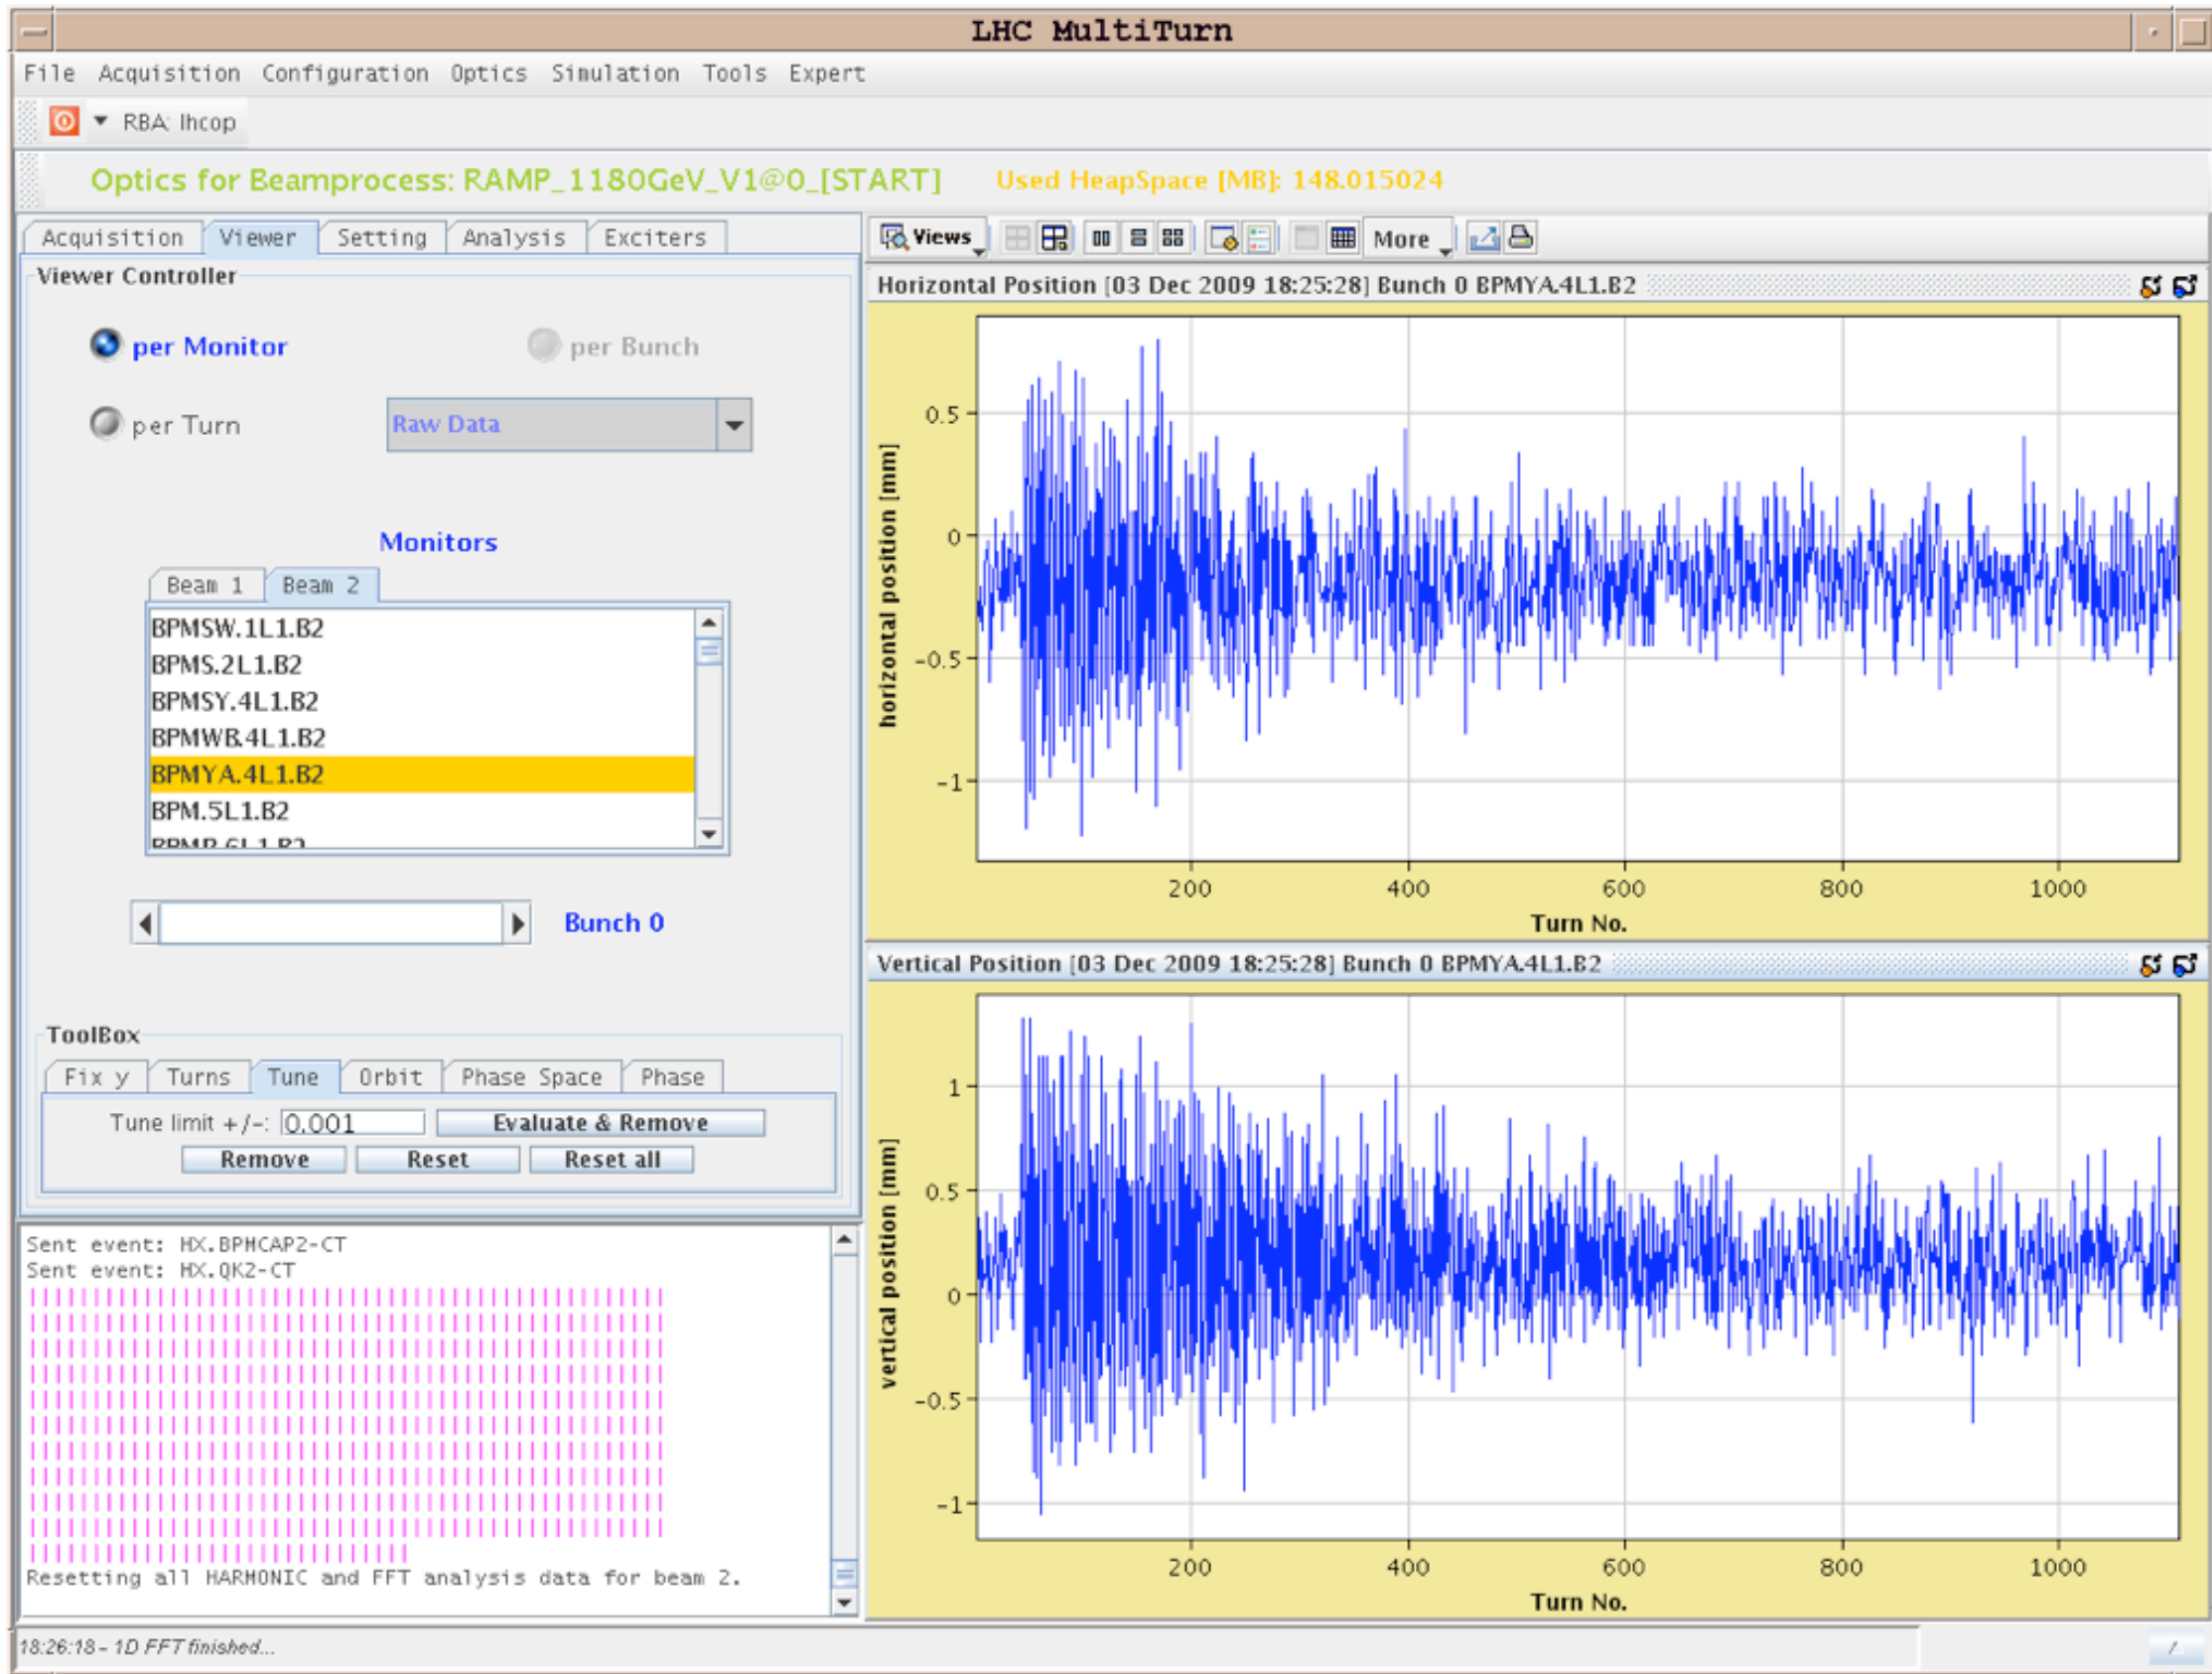 LHC MultiTurn
File Acquisition Configuration Optics Simulation Tools Expert
RBA: lhcop
Optics for Beamprocess: RAMP_1180GeV_V1@0_[START] Used HeapSpace [MB]: 148.015024
Acquisition Viewer Setting Analysis Exciters
Viewer Controller
per Monitor per Bunch
per Turn Raw Data
Monitors
Beam 1 Beam 2
BPMSW.1L1.B2
BPMS.2L1.B2
BPMSY.4L1.B2
BPMWB.4L1.B2
BPMYA.4L1.B2
BPM.5L1.B2
Bunch 0
ToolBox
Fix y Turns Tune Orbit Phase Space Phase
Tune limit +/-: 0.001 Evaluate & Remove
Remove Reset Reset all
Sent event: HX.BPMCAP2-CT
Sent event: HX.QK2-CT
Resetting all HARMONIC and FFT analysis data for beam 2.
18:26:18 - 1D FFT finished...
Views More
Horizontal Position [03 Dec 2009 18:25:28] Bunch 0 BPMYA.4L1.B2
horizontal position [mm]
0.5
0
-0.5
-1
200 400 600 800 1000
Turn No.
Vertical Position [03 Dec 2009 18:25:28] Bunch 0 BPMYA.4L1.B2
vertical position [mm]
1
0.5
0
-0.5
-1
200 400 600 800 1000
Turn No.